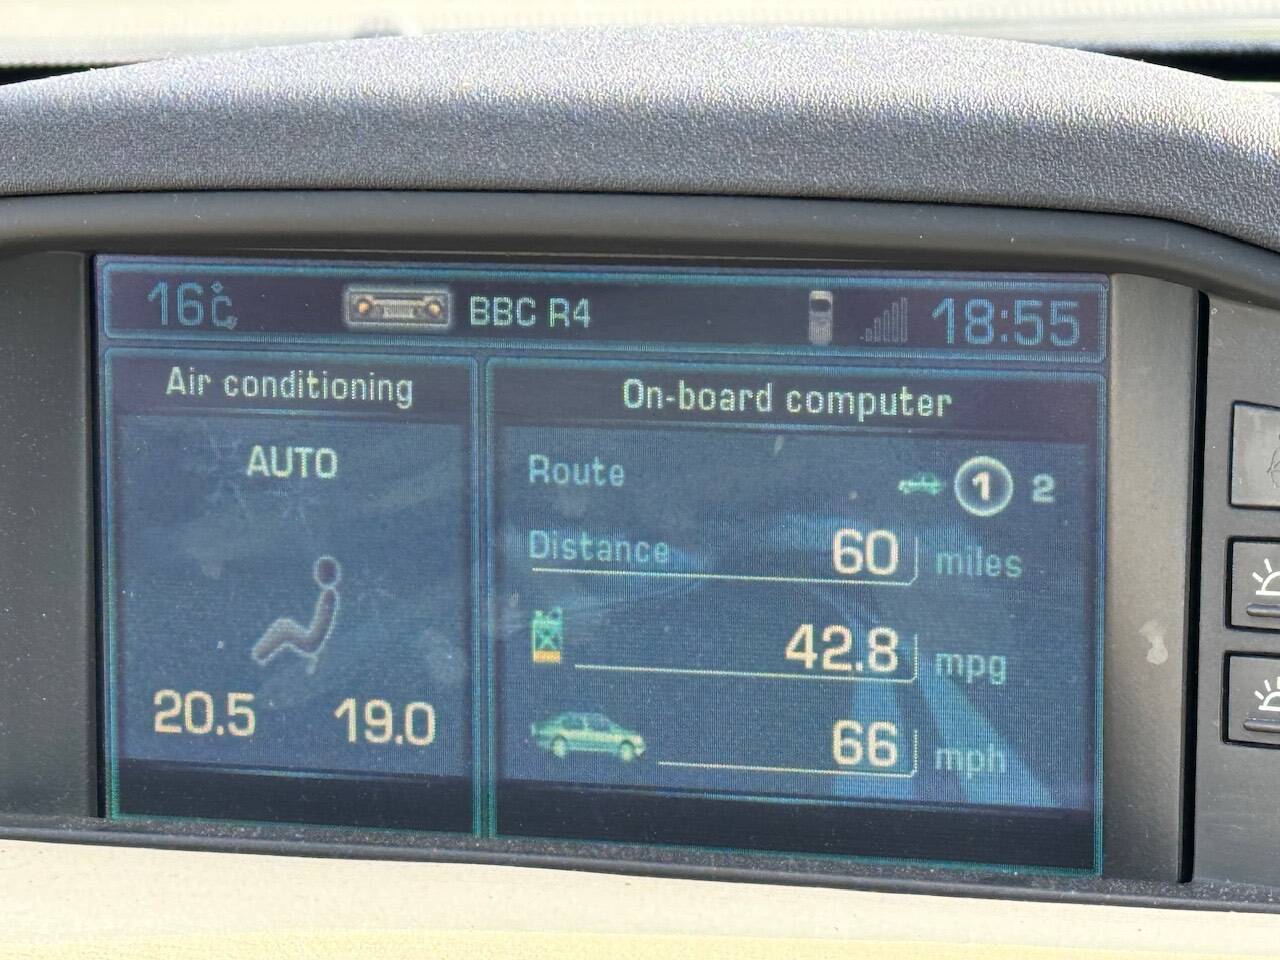 16°C BBC R4 18:55
Air conditioning
AUTO
20.5 19.0
On-board computer
Route 1 2
Distance 60 miles
42.8 mpg
66 mph